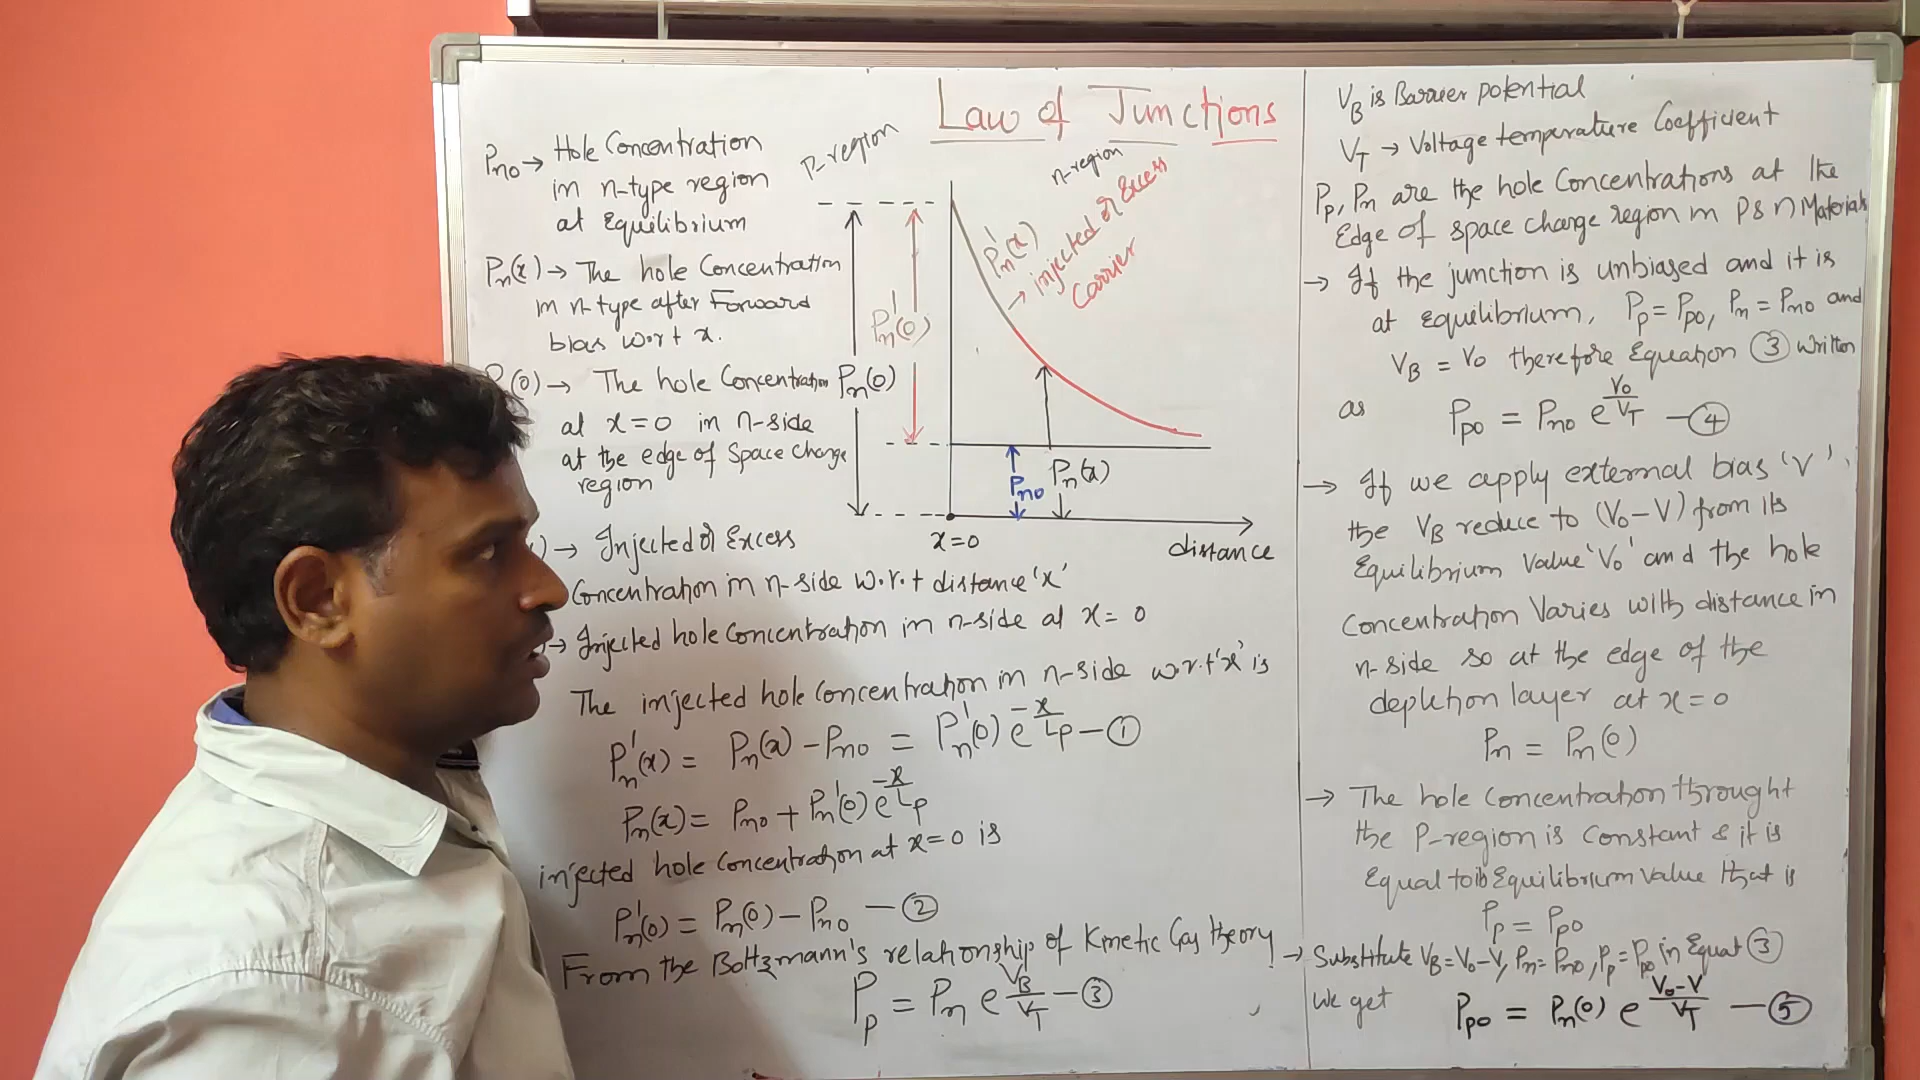 Law of Junctions
Pno → Hole Concentration
in n-type region
at Equilibrium
Pn(x) → The hole Concentration
in n-type after Forward
bias w.r.t x.
(0) → The hole Concentration
at x=0 in n-side
at the edge of Space Charge
region
) → Injected or Excess
Concentration in n-side w.r.t distance 'x'
→ Injected hole Concentration in n-side at x = 0
The injected hole Concentration in n-side w.r.t 'x' is
P'n(x) = Pn(x) - Pno = P'n(0) e^-x/Lp - ①
Pn(x) = Pno + P'n(0) e^-x/Lp
injected hole Concentration at x=0 is
P'n(0) = Pn(0) - Pno - ②
From the Boltzmann's relationship of Kinetic Gas theory
Pp = Pn e^VB/VT - ③
P-region
n-region
P'n(x)
→ injected or Excess
Carrier
P'n(0)
Pn(0)
Pno
Pn(x)
x=0
distance
VB is Barrier potential
VT → Voltage temperature Coefficient
Pp, Pn are the hole Concentrations at the
Edge of space charge region in P & n Materials
→ If the junction is unbiased and it is
at equilibrium, Pp = Ppo, Pn = Pno and
VB = Vo therefore Equation ③ written
as Ppo = Pno e^Vo/VT - ④
→ If we apply external bias 'V'
the VB reduce to (Vo-V) from its
Equilibrium Value 'Vo' and the hole
Concentration Varies with distance in
n-side so at the edge of the
depletion layer at x=0
Pn = Pn(0)
→ The hole Concentration throught
the P-region is Constant & it is
Equal to its Equilibrium value that is
Pp = Ppo
→ Substitute VB=Vo-V, Pn=Pno, Pp=Ppo in Equat ③
we get Ppo = Pn(0) e^Vo-V/VT - ⑤